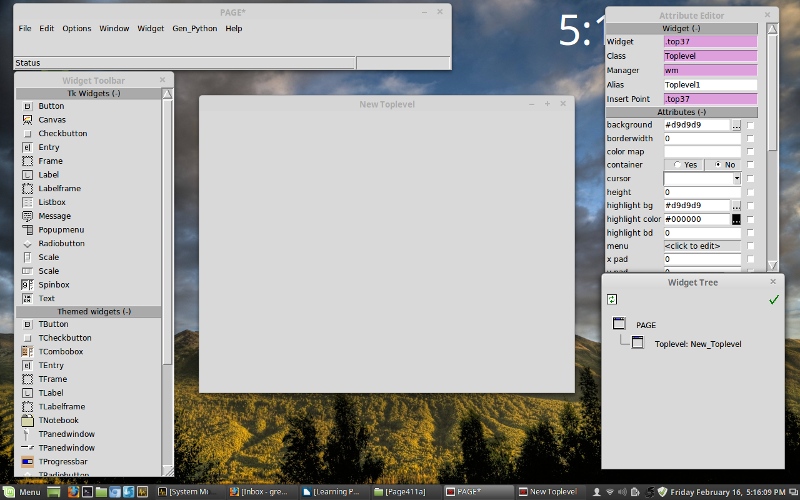 PAGE*
File Edit Options Window Widget Gen_Python Help
Status
5:1
Widget Toolbar
Tk Widgets (-)
Button
Canvas
Checkbutton
Entry
Frame
Label
Labelframe
Listbox
Message
Popupmenu
Radiobutton
Scale
Scale
Spinbox
Text
Themed widgets (-)
TButton
TCheckbutton
TCombobox
TEntry
TFrame
TLabel
TLabelframe
TNotebook
TPanedwindow
TPanedwindow
TProgressbar
TRadiobutton
New Toplevel
Attribute Editor
Widget (-)
Widget .top37
Class Toplevel
Manager wm
Alias Toplevel1
Insert Point .top37
Attributes (-)
background #d9d9d9 ...
borderwidth 0
color map
container Yes No
cursor
height 0
highlight bg #d9d9d9 ...
highlight color #000000 ...
highlight bd 0
menu <click to edit>
x pad 0
y pad 0
Widget Tree
PAGE
Toplevel: New_Toplevel
Menu [System Mi [Inbox - gre... [Learning P... [Page411a] PAGE* New Toplevel Friday February 16, 5:16:09 PM